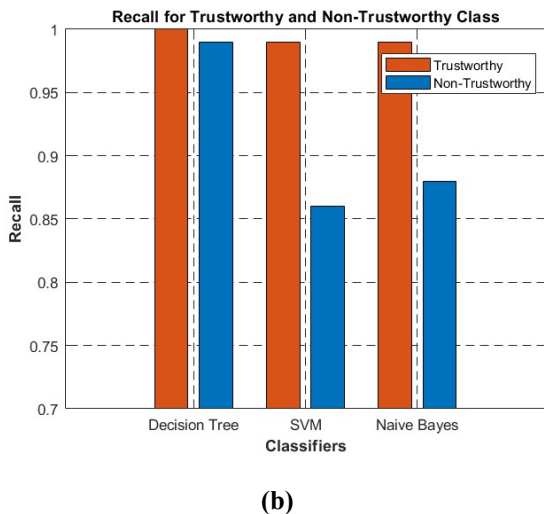 Recall for Trustworthy and Non-Trustworthy Class
1
0.95
0.9
0.85
0.8
0.75
0.7
Recall
Trustworthy
Non-Trustworthy
Decision Tree SVM Naive Bayes
Classifiers
(b)